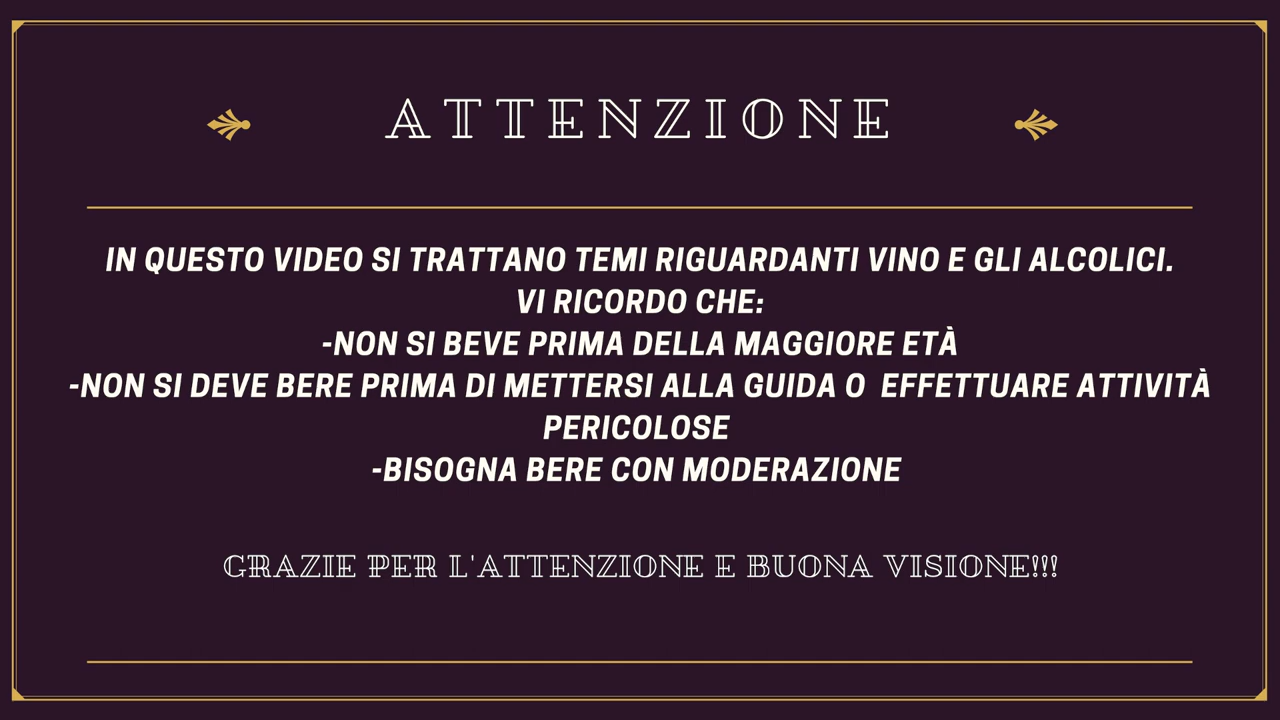 ATTENZIONE
IN QUESTO VIDEO SI TRATTANO TEMI RIGUARDANTI VINO E GLI ALCOLICI.
VI RICORDO CHE:
-NON SI BEVE PRIMA DELLA MAGGIORE ETÀ
-NON SI DEVE BERE PRIMA DI METTERSI ALLA GUIDA O EFFETTUARE ATTIVITÀ
PERICOLOSE
-BISOGNA BERE CON MODERAZIONE
GRAZIE PER L'ATTENZIONE E BUONA VISIONE!!!